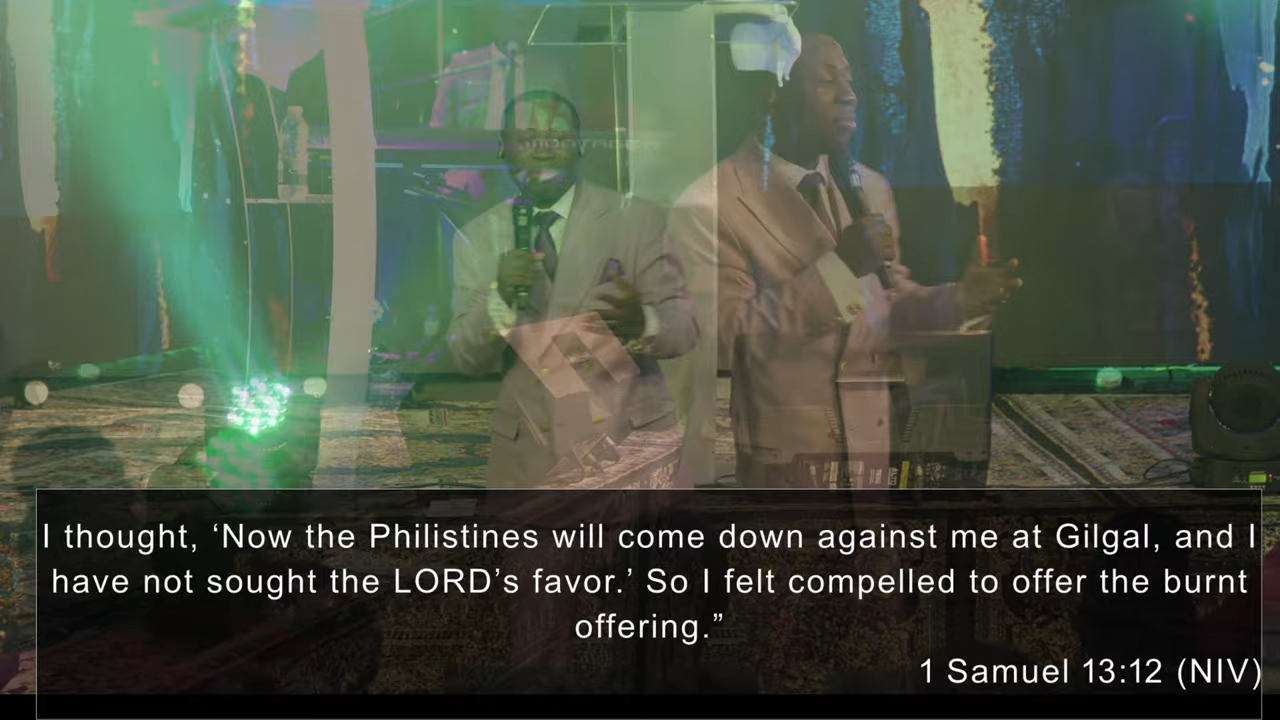 I thought, ‘Now the Philistines will come down against me at Gilgal, and I
have not sought the LORD’s favor.’ So I felt compelled to offer the burnt
offering.”
1 Samuel 13:12 (NIV)